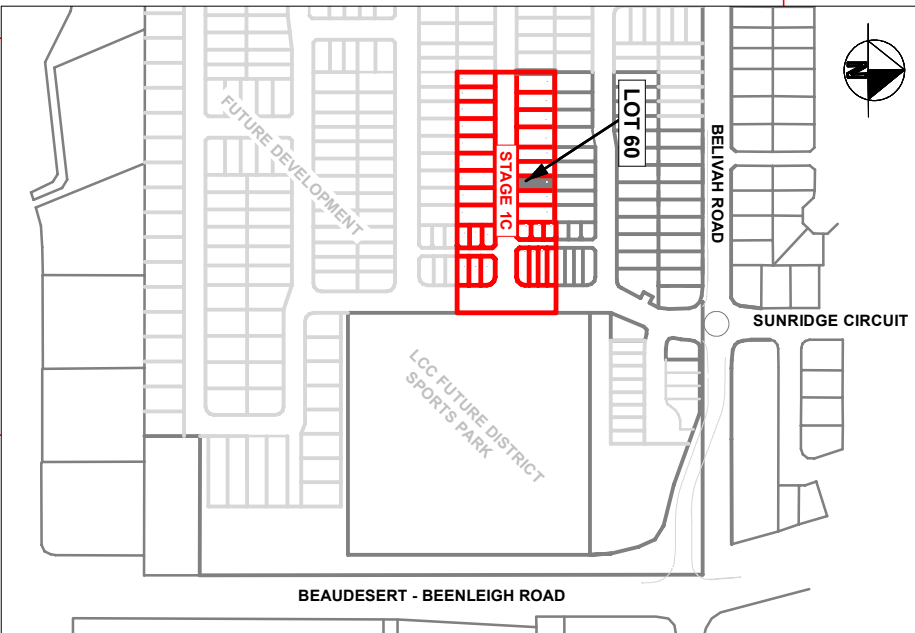 N
LOT 60
FUTURE DEVELOPMENT
STAGE 1C
BELIVAH ROAD
SUNRIDGE CIRCUIT
LCC FUTURE DISTRICT
SPORTS PARK
BEAUDESERT - BEENLEIGH ROAD